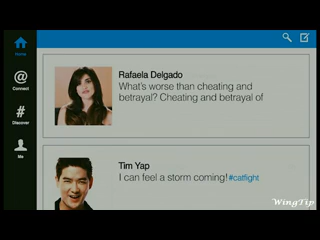 Home
Rafaela Delgado
What's worse than cheating and
betrayal? Cheating and betrayal of
@
Connect
#
Discover
Tim Yap
I can feel a storm coming! #catfight
Me
WingTip